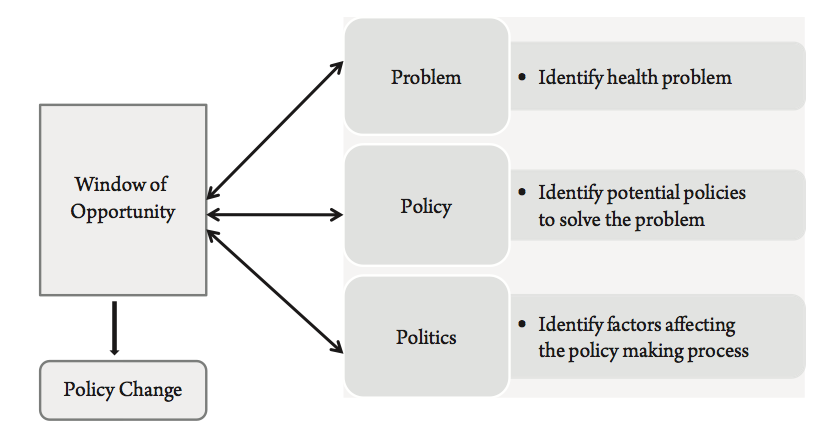 Problem
• Identify health problem
Window of
Opportunity
Policy
• Identify potential policies
to solve the problem
Politics
• Identify factors affecting
the policy making process
Policy Change